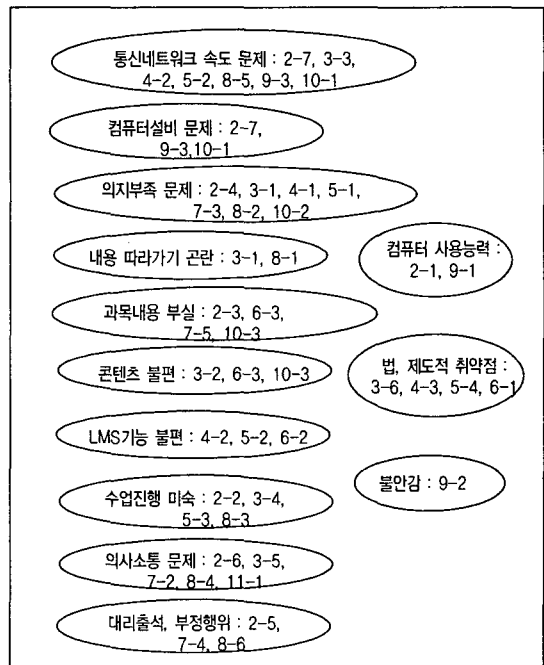 통신네트워크 속도 문제 : 2-7, 3-3,
4-2, 5-2, 8-5, 9-3, 10-1
컴퓨터설비 문제 : 2-7,
9-3,10-1
의지부족 문제 : 2-4, 3-1, 4-1, 5-1,
7-3, 8-2, 10-2
내용 따라가기 곤란 : 3-1, 8-1
컴퓨터 사용능력 :
2-1, 9-1
과목내용 부실 : 2-3, 6-3,
7-5, 10-3
콘텐츠 불편 : 3-2, 6-3, 10-3
법, 제도적 취약점 :
3-6, 4-3, 5-4, 6-1
LMS기능 불편 : 4-2, 5-2, 6-2
불안감 : 9-2
수업진행 미숙 : 2-2, 3-4,
5-3, 8-3
의사소통 문제 : 2-6, 3-5,
7-2, 8-4, 11-1
대리출석, 부정행위 : 2-5,
7-4, 8-6